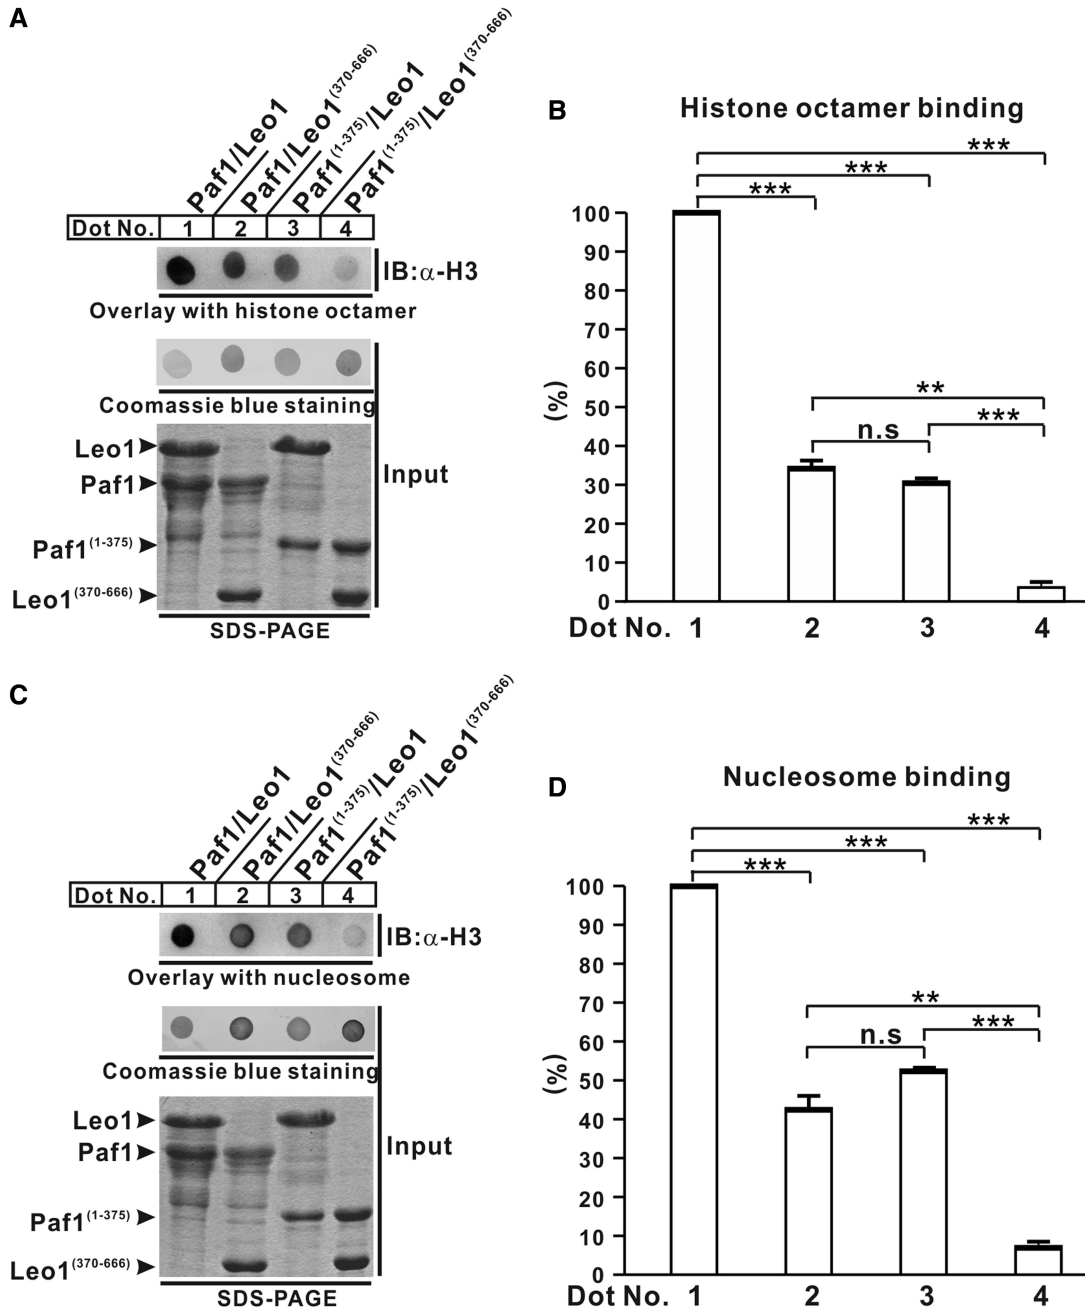 A
Paf1/Leo1
Paf1/Leo1(370-666)
Paf1(1-375)/Leo1
Paf1(1-375)/Leo1(370-666)
Dot No. 1 2 3 4
IB:α-H3
Overlay with histone octamer
Coomassie blue staining
Leo1
Paf1
Input
Paf1(1-375)
Leo1(370-666)
SDS-PAGE
B
Histone octamer binding
***
***
***
100
90
80
70
60
50
40
30
20
10
0
(%)
**
***
n.s
Dot No. 1 2 3 4
C
Paf1/Leo1
Paf1/Leo1(370-666)
Paf1(1-375)/Leo1
Paf1(1-375)/Leo1(370-666)
Dot No. 1 2 3 4
IB:α-H3
Overlay with nucleosome
Coomassie blue staining
Leo1
Paf1
Input
Paf1(1-375)
Leo1(370-666)
SDS-PAGE
D
Nucleosome binding
***
***
***
100
90
80
70
60
50
40
30
20
10
0
(%)
**
***
n.s
Dot No. 1 2 3 4